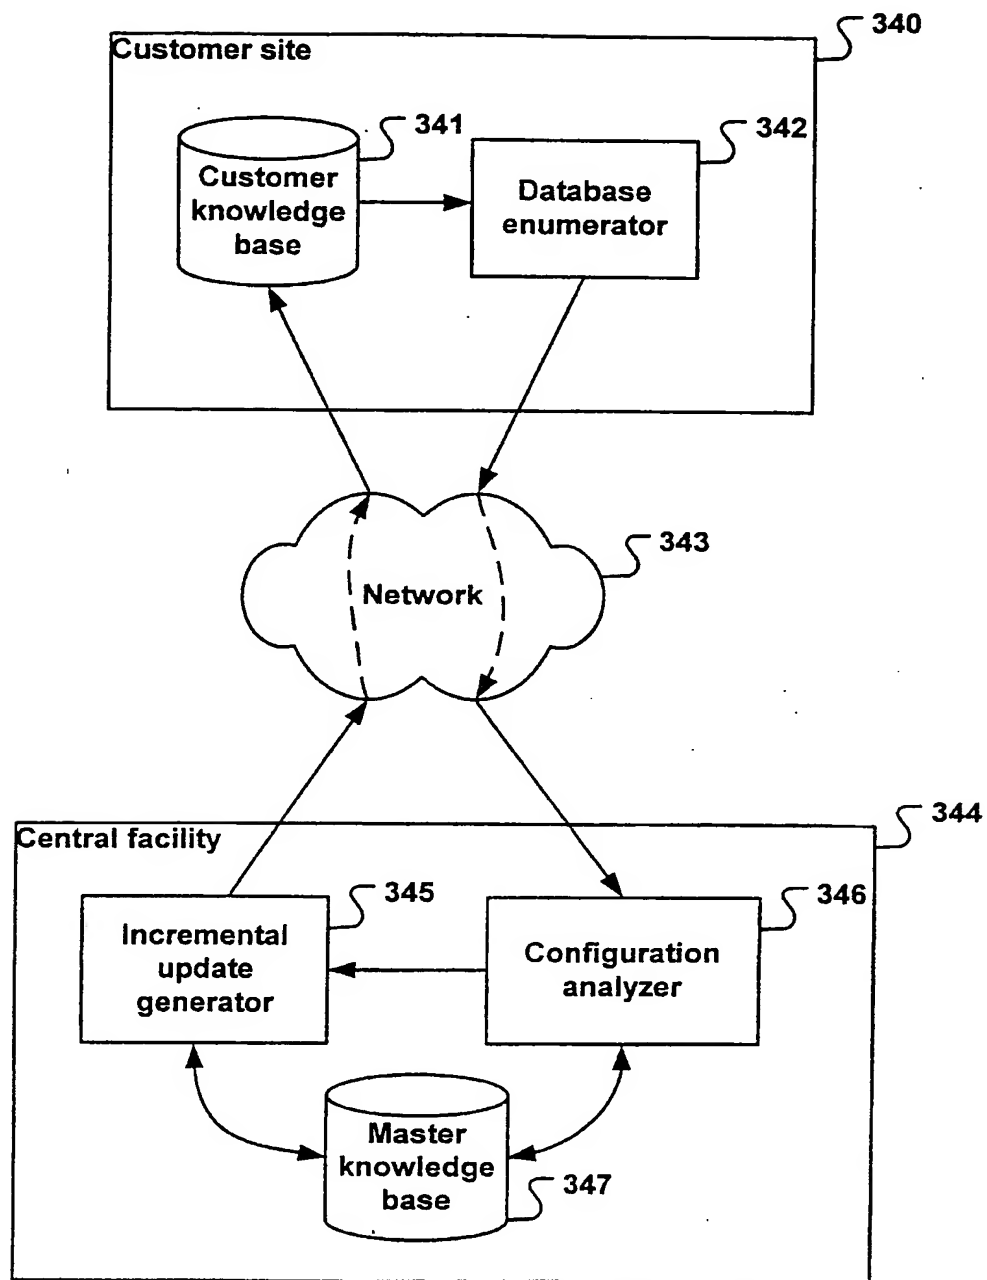 340
Customer site
341
342
Customer
knowledge
base
Database
enumerator
343
Network
344
Central facility
345
346
Incremental
update
generator
Configuration
analyzer
Master
knowledge
base
347